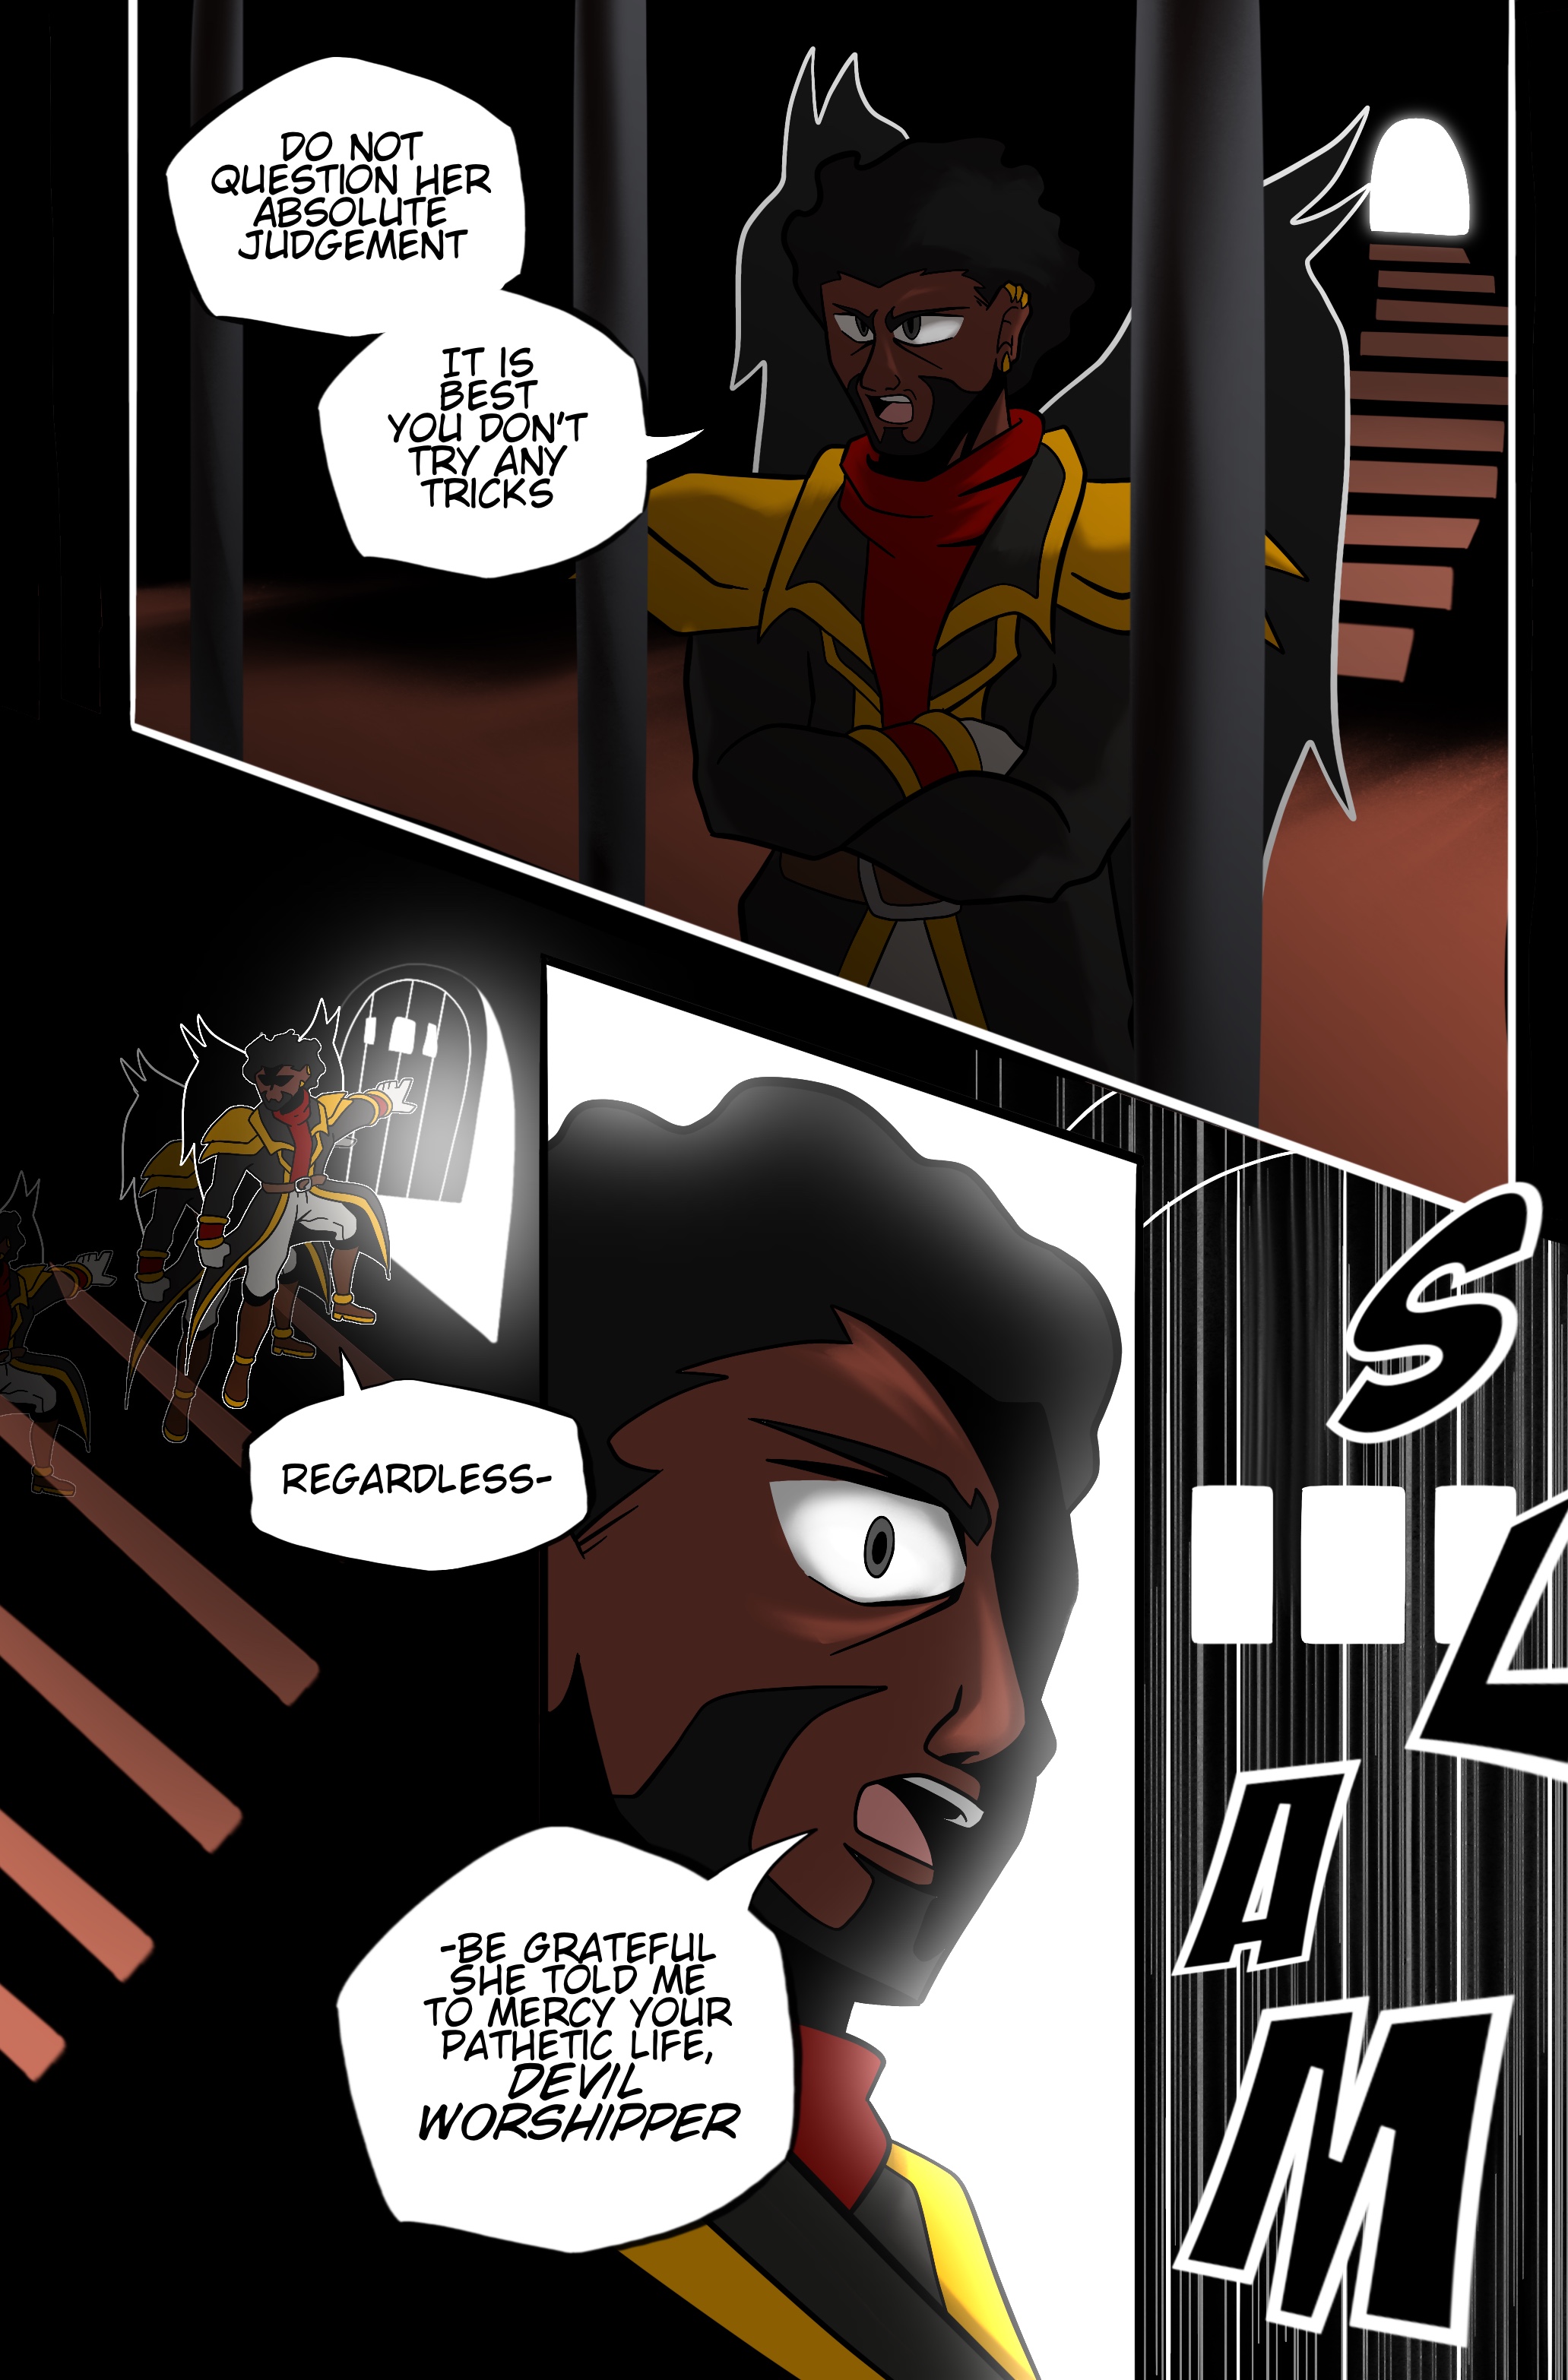 DO NOT
QUESTION HER
ABSOLUTE
JUDGEMENT
IT IS
BEST
YOU DON'T
TRY ANY
TRICKS
REGARDLESS-
-BE GRATEFUL
SHE TOLD ME
TO MERCY YOUR
PATHETIC LIFE,
DEVIL
WORSHIPPER
SLAM